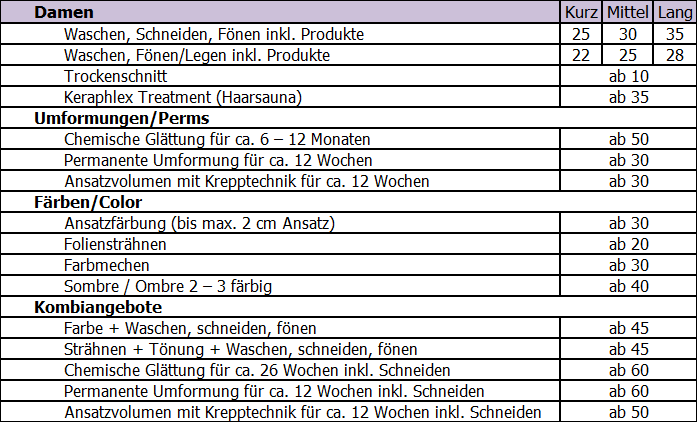 Damen Kurz Mittel Lang
Waschen, Schneiden, Fönen inkl. Produkte 25 30 35
Waschen, Fönen/Legen inkl. Produkte 22 25 28
Trockenschnitt ab 10
Keraphlex Treatment (Haarsauna) ab 35
Umformungen/Perms
Chemische Glättung für ca. 6 – 12 Monaten ab 50
Permanente Umformung für ca. 12 Wochen ab 30
Ansatzvolumen mit Krepptechnik für ca. 12 Wochen ab 30
Färben/Color
Ansatzfärbung (bis max. 2 cm Ansatz) ab 30
Foliensträhnen ab 20
Farbmechen ab 30
Sombre / Ombre 2 – 3 färbig ab 40
Kombiangebote
Farbe + Waschen, schneiden, fönen ab 45
Strähnen + Tönung + Waschen, schneiden, fönen ab 45
Chemische Glättung für ca. 26 Wochen inkl. Schneiden ab 60
Permanente Umformung für ca. 12 Wochen inkl. Schneiden ab 60
Ansatzvolumen mit Krepptechnik für ca. 12 Wochen inkl. Schneiden ab 50